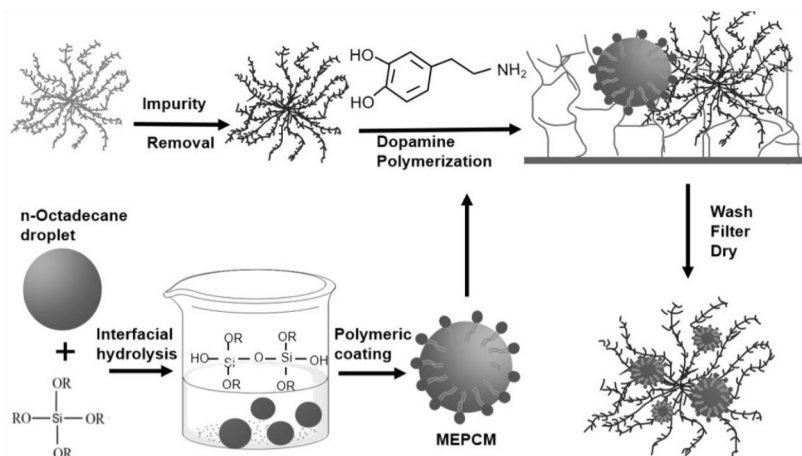 Impurity
Removal
HO
HO
NH₂
Dopamine
Polymerization
n-Octadecane
droplet
+
OR
RO—Si—OR
OR
Interfacial
hydrolysis
OR OR
HO Si O Si OH
OR OR
Polymeric
coating
MEPCM
Wash
Filter
Dry